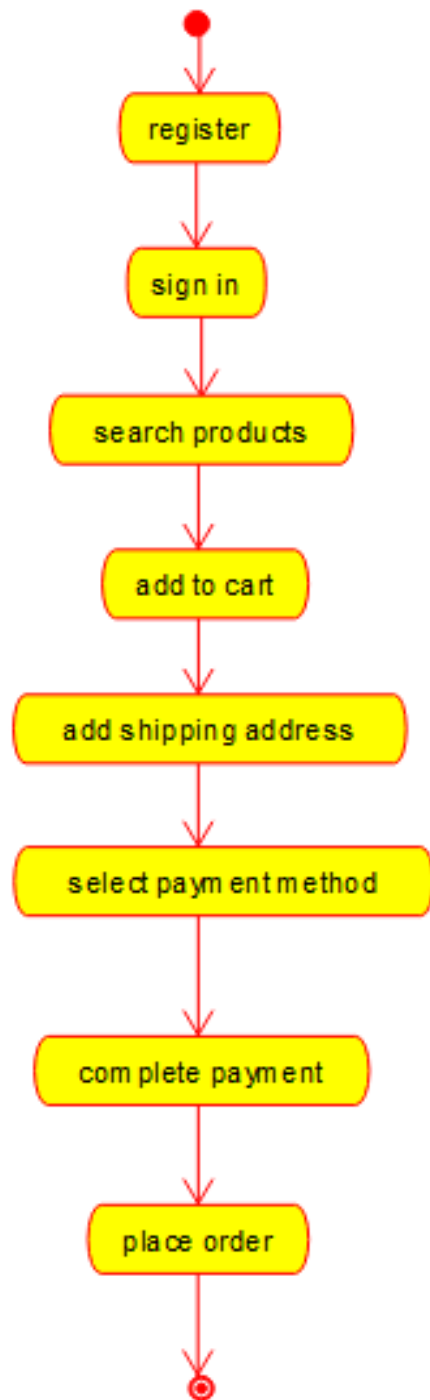 register
sign in
search products
add to cart
add shipping address
select payment method
complete payment
place order